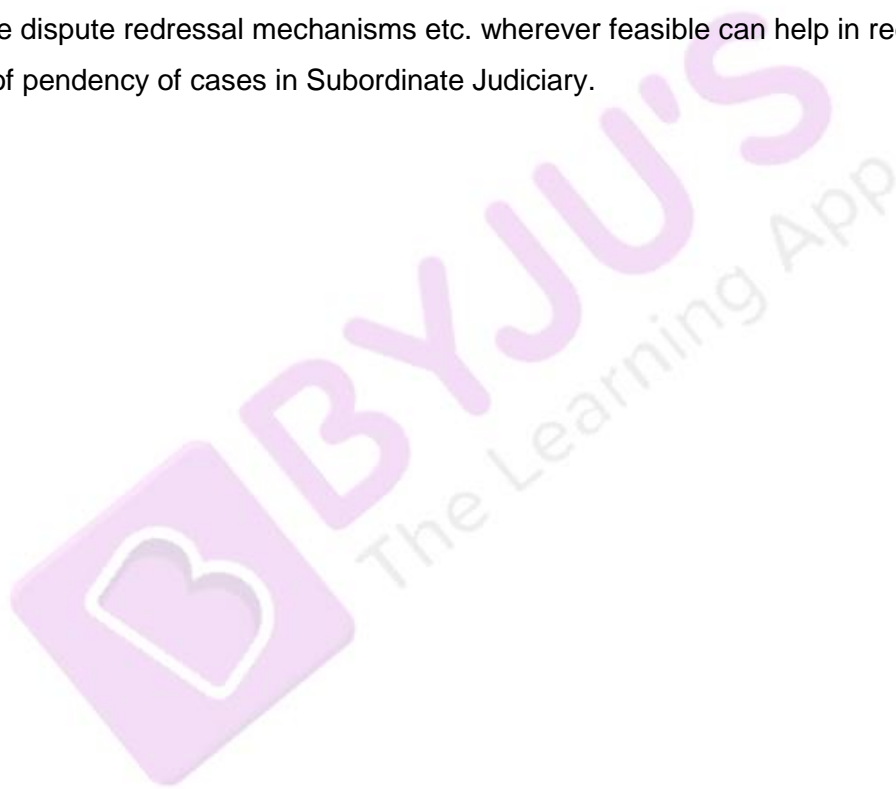 e dispute redressal mechanisms etc. wherever feasible can help in re
of pendency of cases in Subordinate Judiciary.
BYJU'S
The Learning App